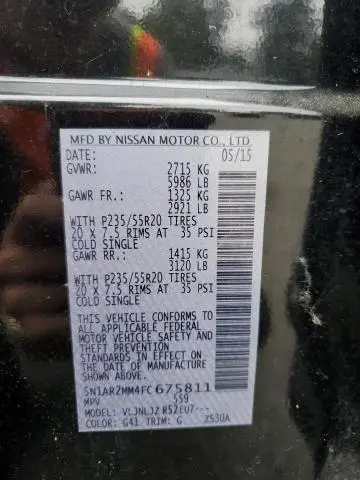 MFD BY NISSAN MOTOR CO., LTD.
DATE: 05/15
GVWR: 2715 KG
5986 LB
GAWR FR.: 1325 KG
2921 LB
WITH P235/55R20 TIRES
20 x 7.5 RIMS AT 35 PSI
COLD SINGLE
GAWR RR.: 1415 KG
3120 LB
WITH P235/55R20 TIRES
20 x 7.5 RIMS AT 35 PSI
COLD SINGLE
THIS VEHICLE CONFORMS TO
ALL APPLICABLE FEDERAL
MOTOR VEHICLE SAFETY
THEFT PREVENTION
STANDARDS IN EFFECT ON
THE DATE OF MANUFACTURE
SHOWN ABOVE.
5N1AR2MM4FC675811
MPV 559
MODEL:
COLOR: G41 TRIM: G ZS30A